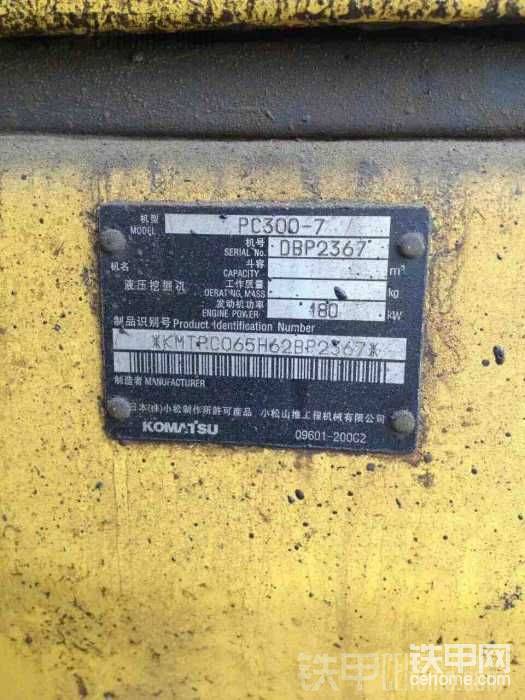 机型
MODEL PC300-7
机号
SERIAL No. DBP2367
机名 斗容
CAPACITY m³
液压挖掘机 工作质量
OERATING, MASS kg
发动机功率
ENGINE POWER 180 kW
制品识别号 Product Identification Number
*KMTPC065H62BP2367*
制造者 MANUFACTURER
日本(株)小松制作所许可产品 小松山推工程机械有限公司
KOMATSU 09601-200C2
铁甲网
cehome.com